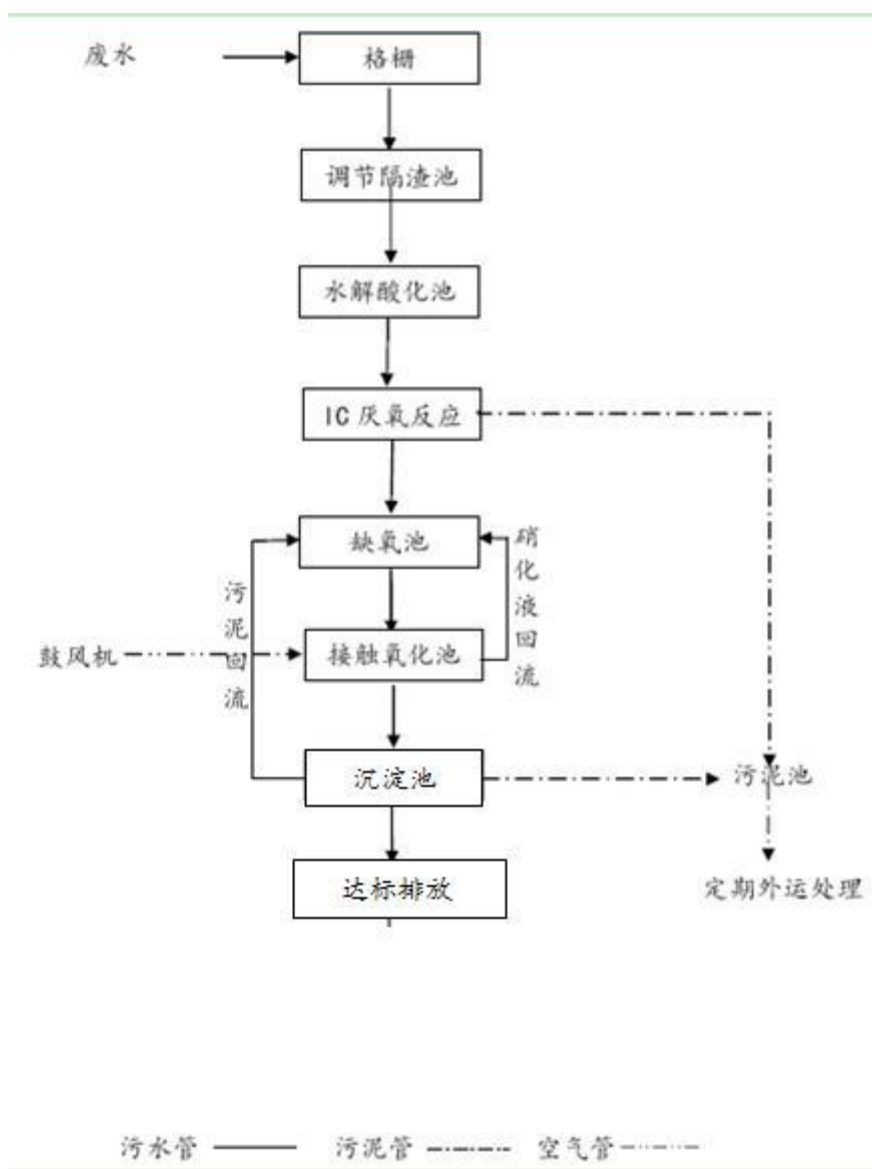 废水
格栅
调节隔渣池
水解酸化池
IC厌氧反应
缺氧池
硝化液回流
污泥回流
鼓风机
接触氧化池
沉淀池
污泥池
达标排放
定期外运处理
污水管
污泥管
空气管